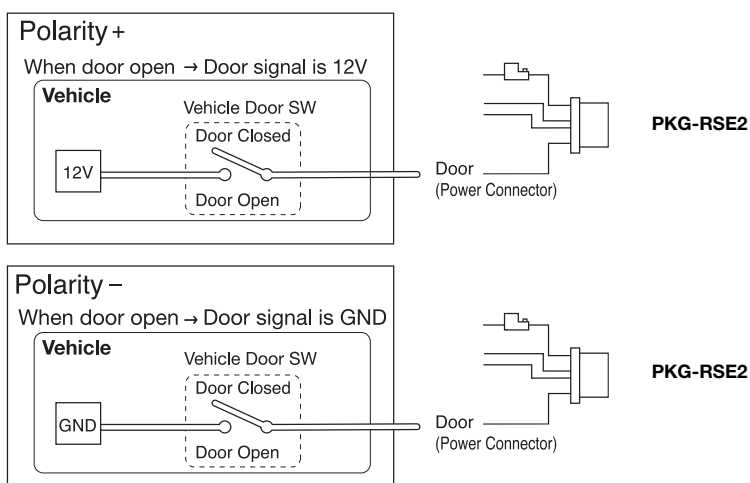 Polarity +
When door open → Door signal is 12V
Vehicle
Vehicle Door SW
Door Closed
12V
Door Open
Door
(Power Connector)
PKG-RSE2
Polarity –
When door open → Door signal is GND
Vehicle
Vehicle Door SW
Door Closed
GND
Door Open
Door
(Power Connector)
PKG-RSE2